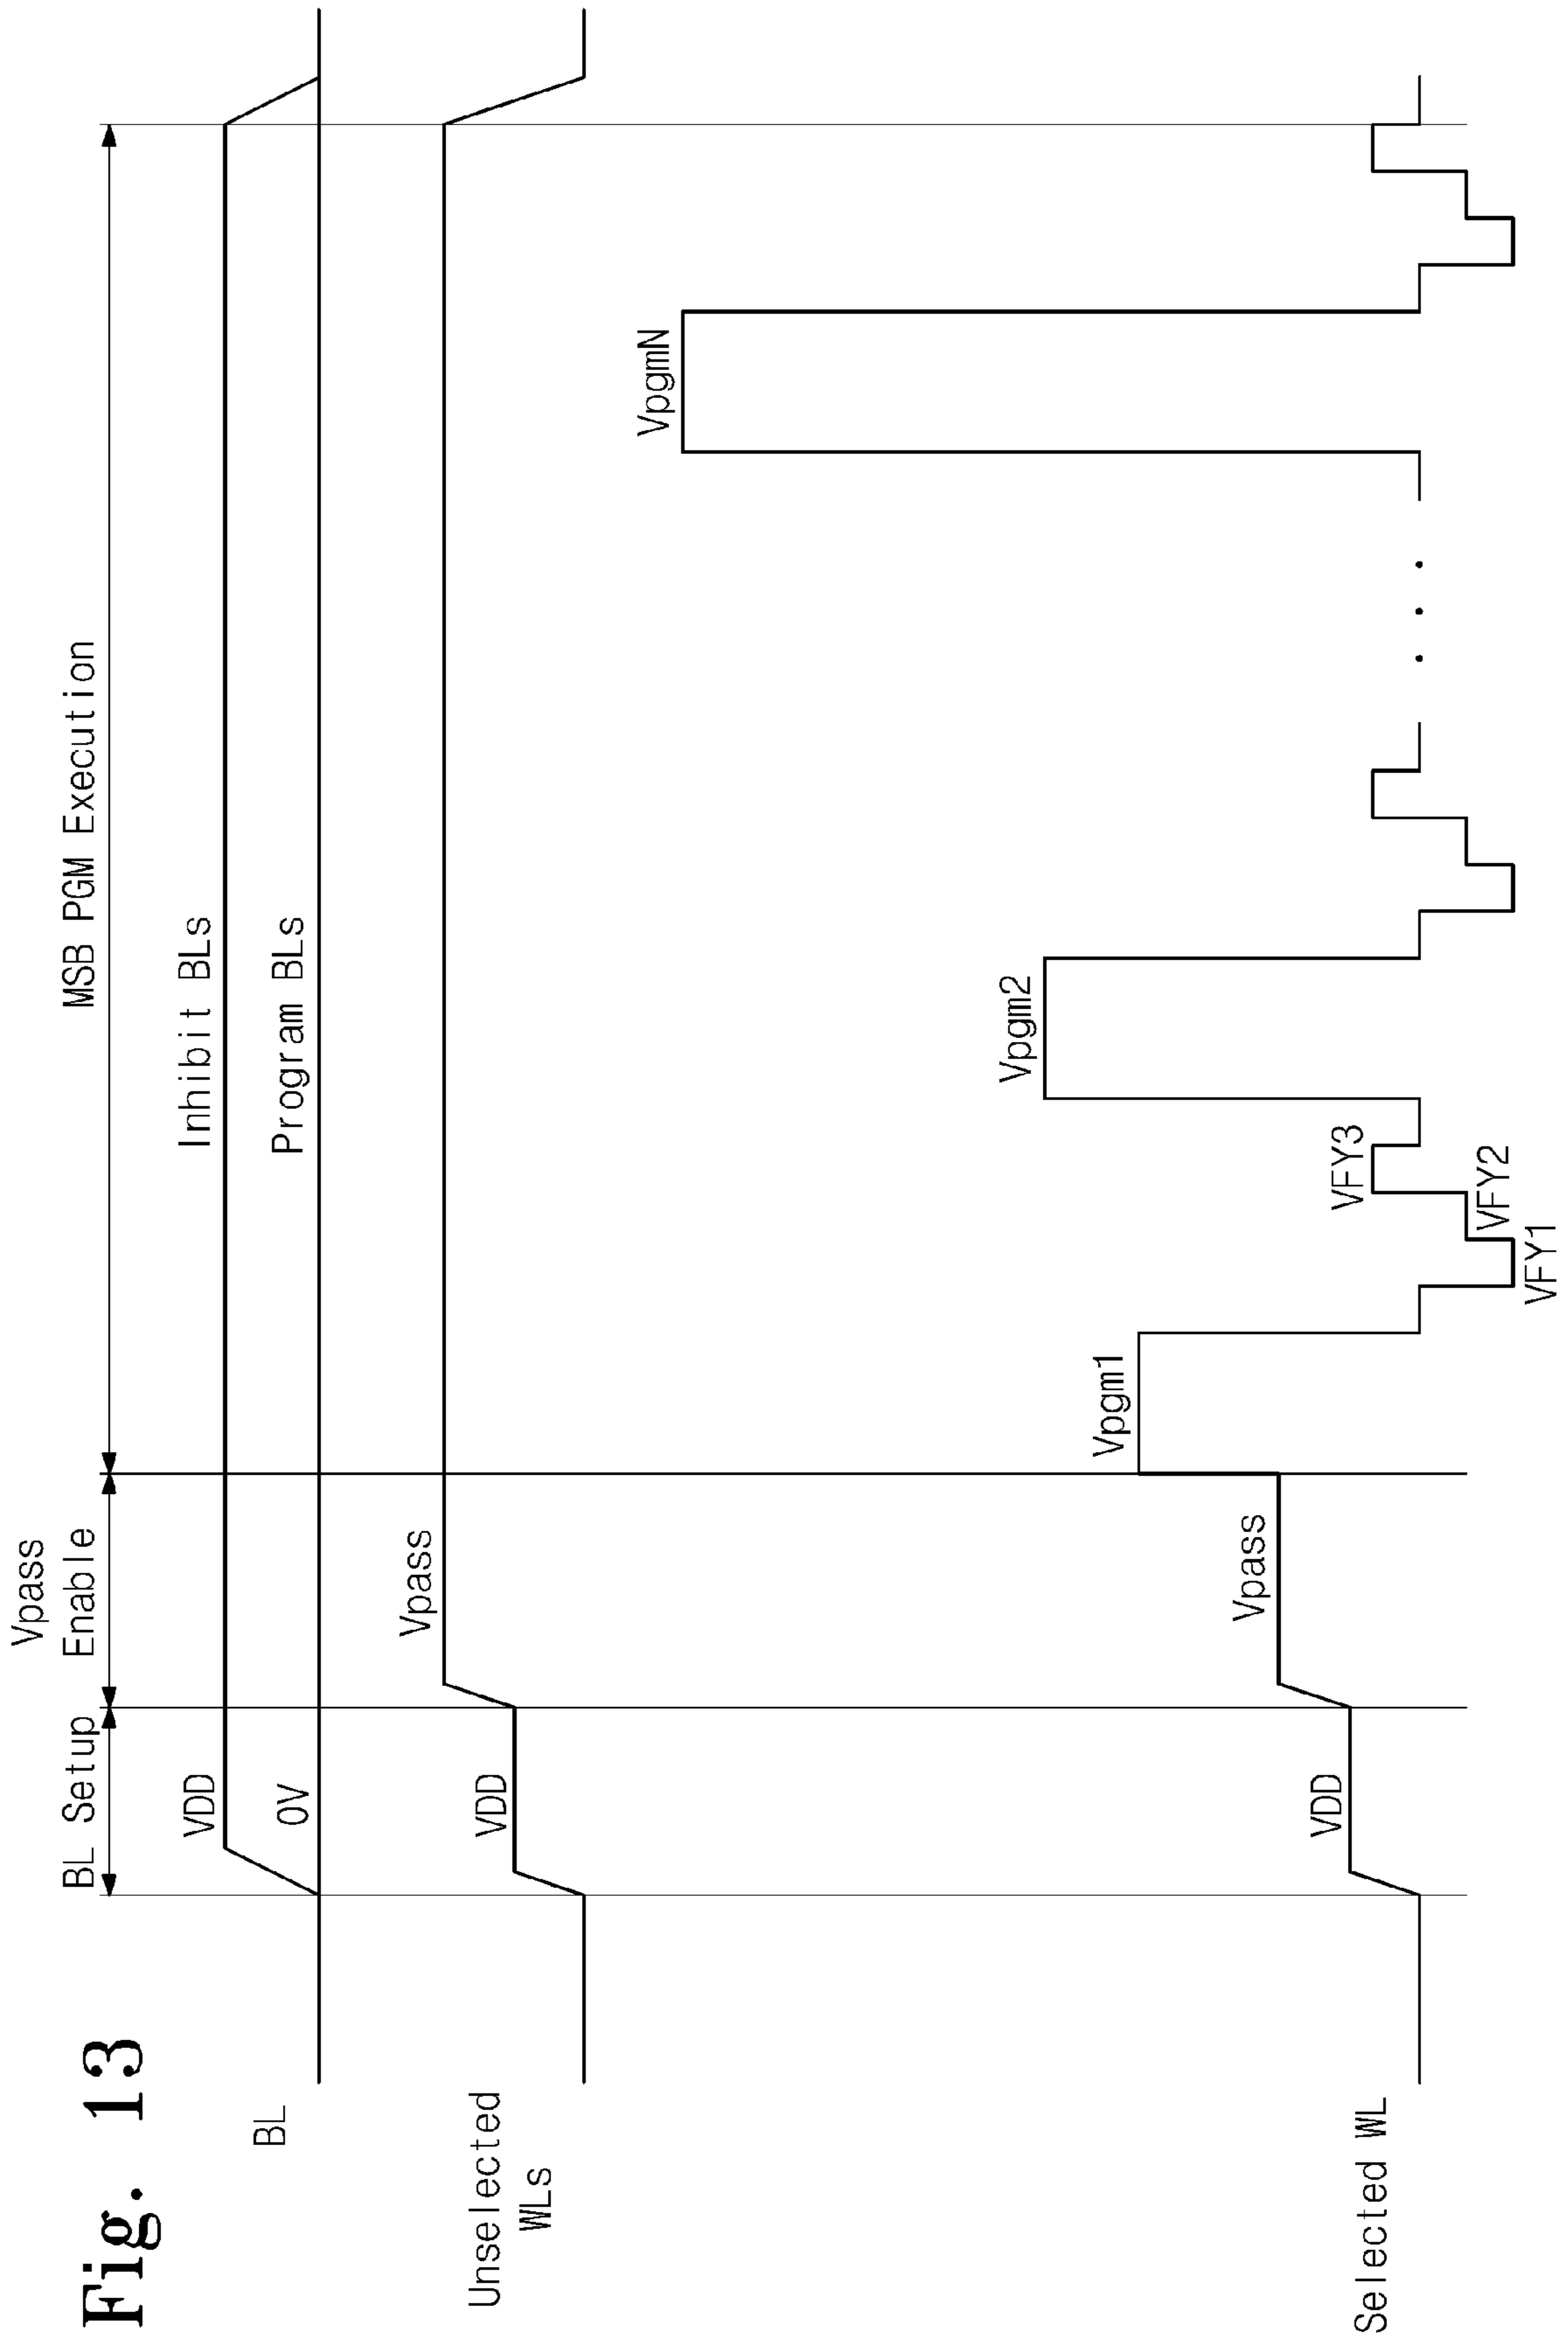 Fig. 13
Vpass
BL Setup Enable MSB PGM Execution
VDD Inhibit BLs
BL
0V Program BLs
Vpass
Unselected
WLs
VDD
VpgmN
Vpgm2
Vpgm1
Vpass
VDD
VFY3
Selected WL
VFY2
VFY1